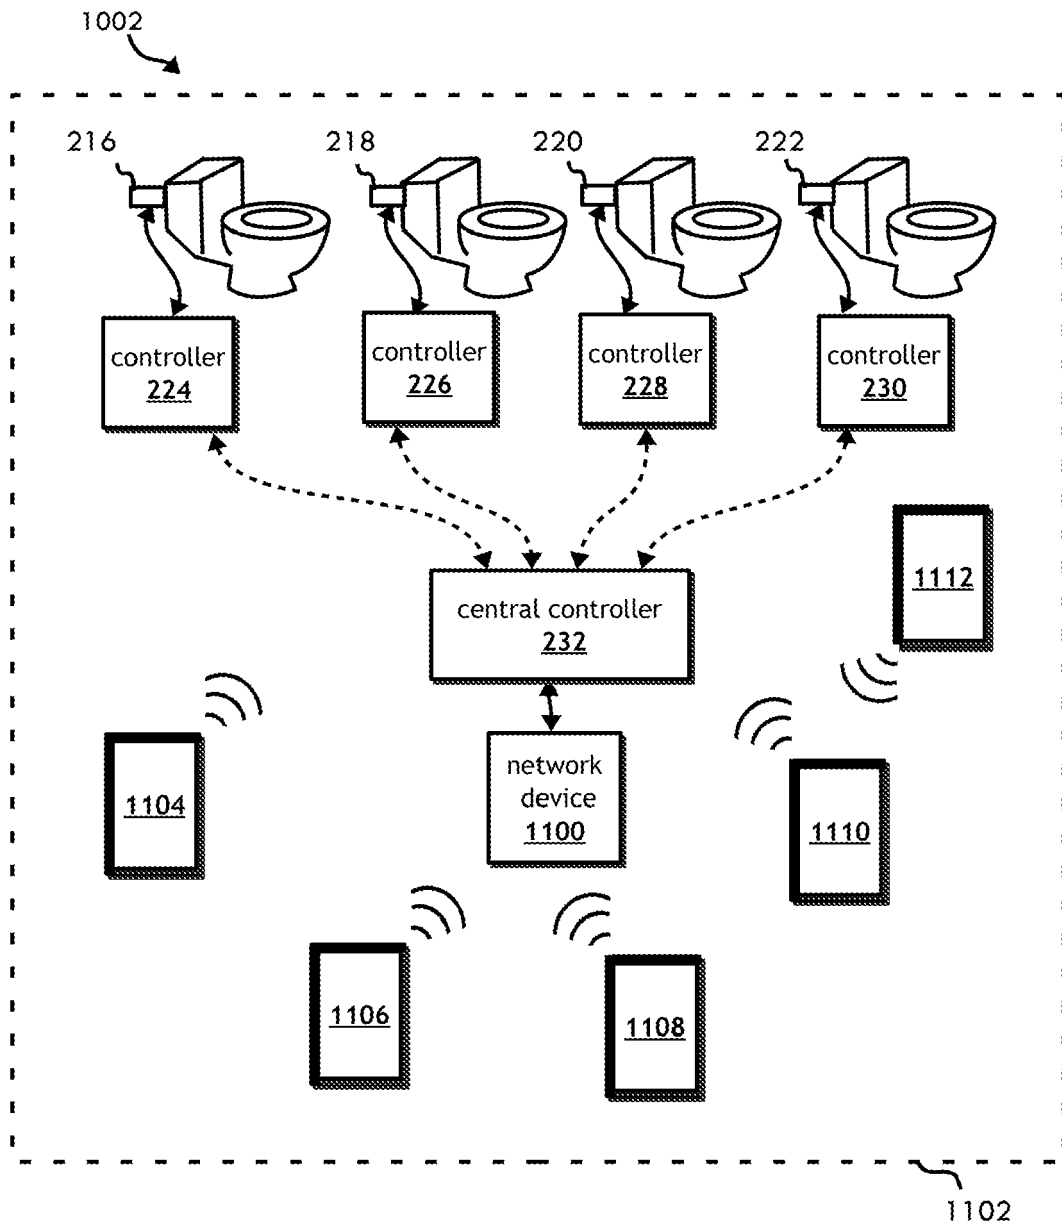 1002
216
218
220
222
controller
224
controller
226
controller
228
controller
230
central controller
232
1112
network
device
1100
1104
1110
1106
1108
1102